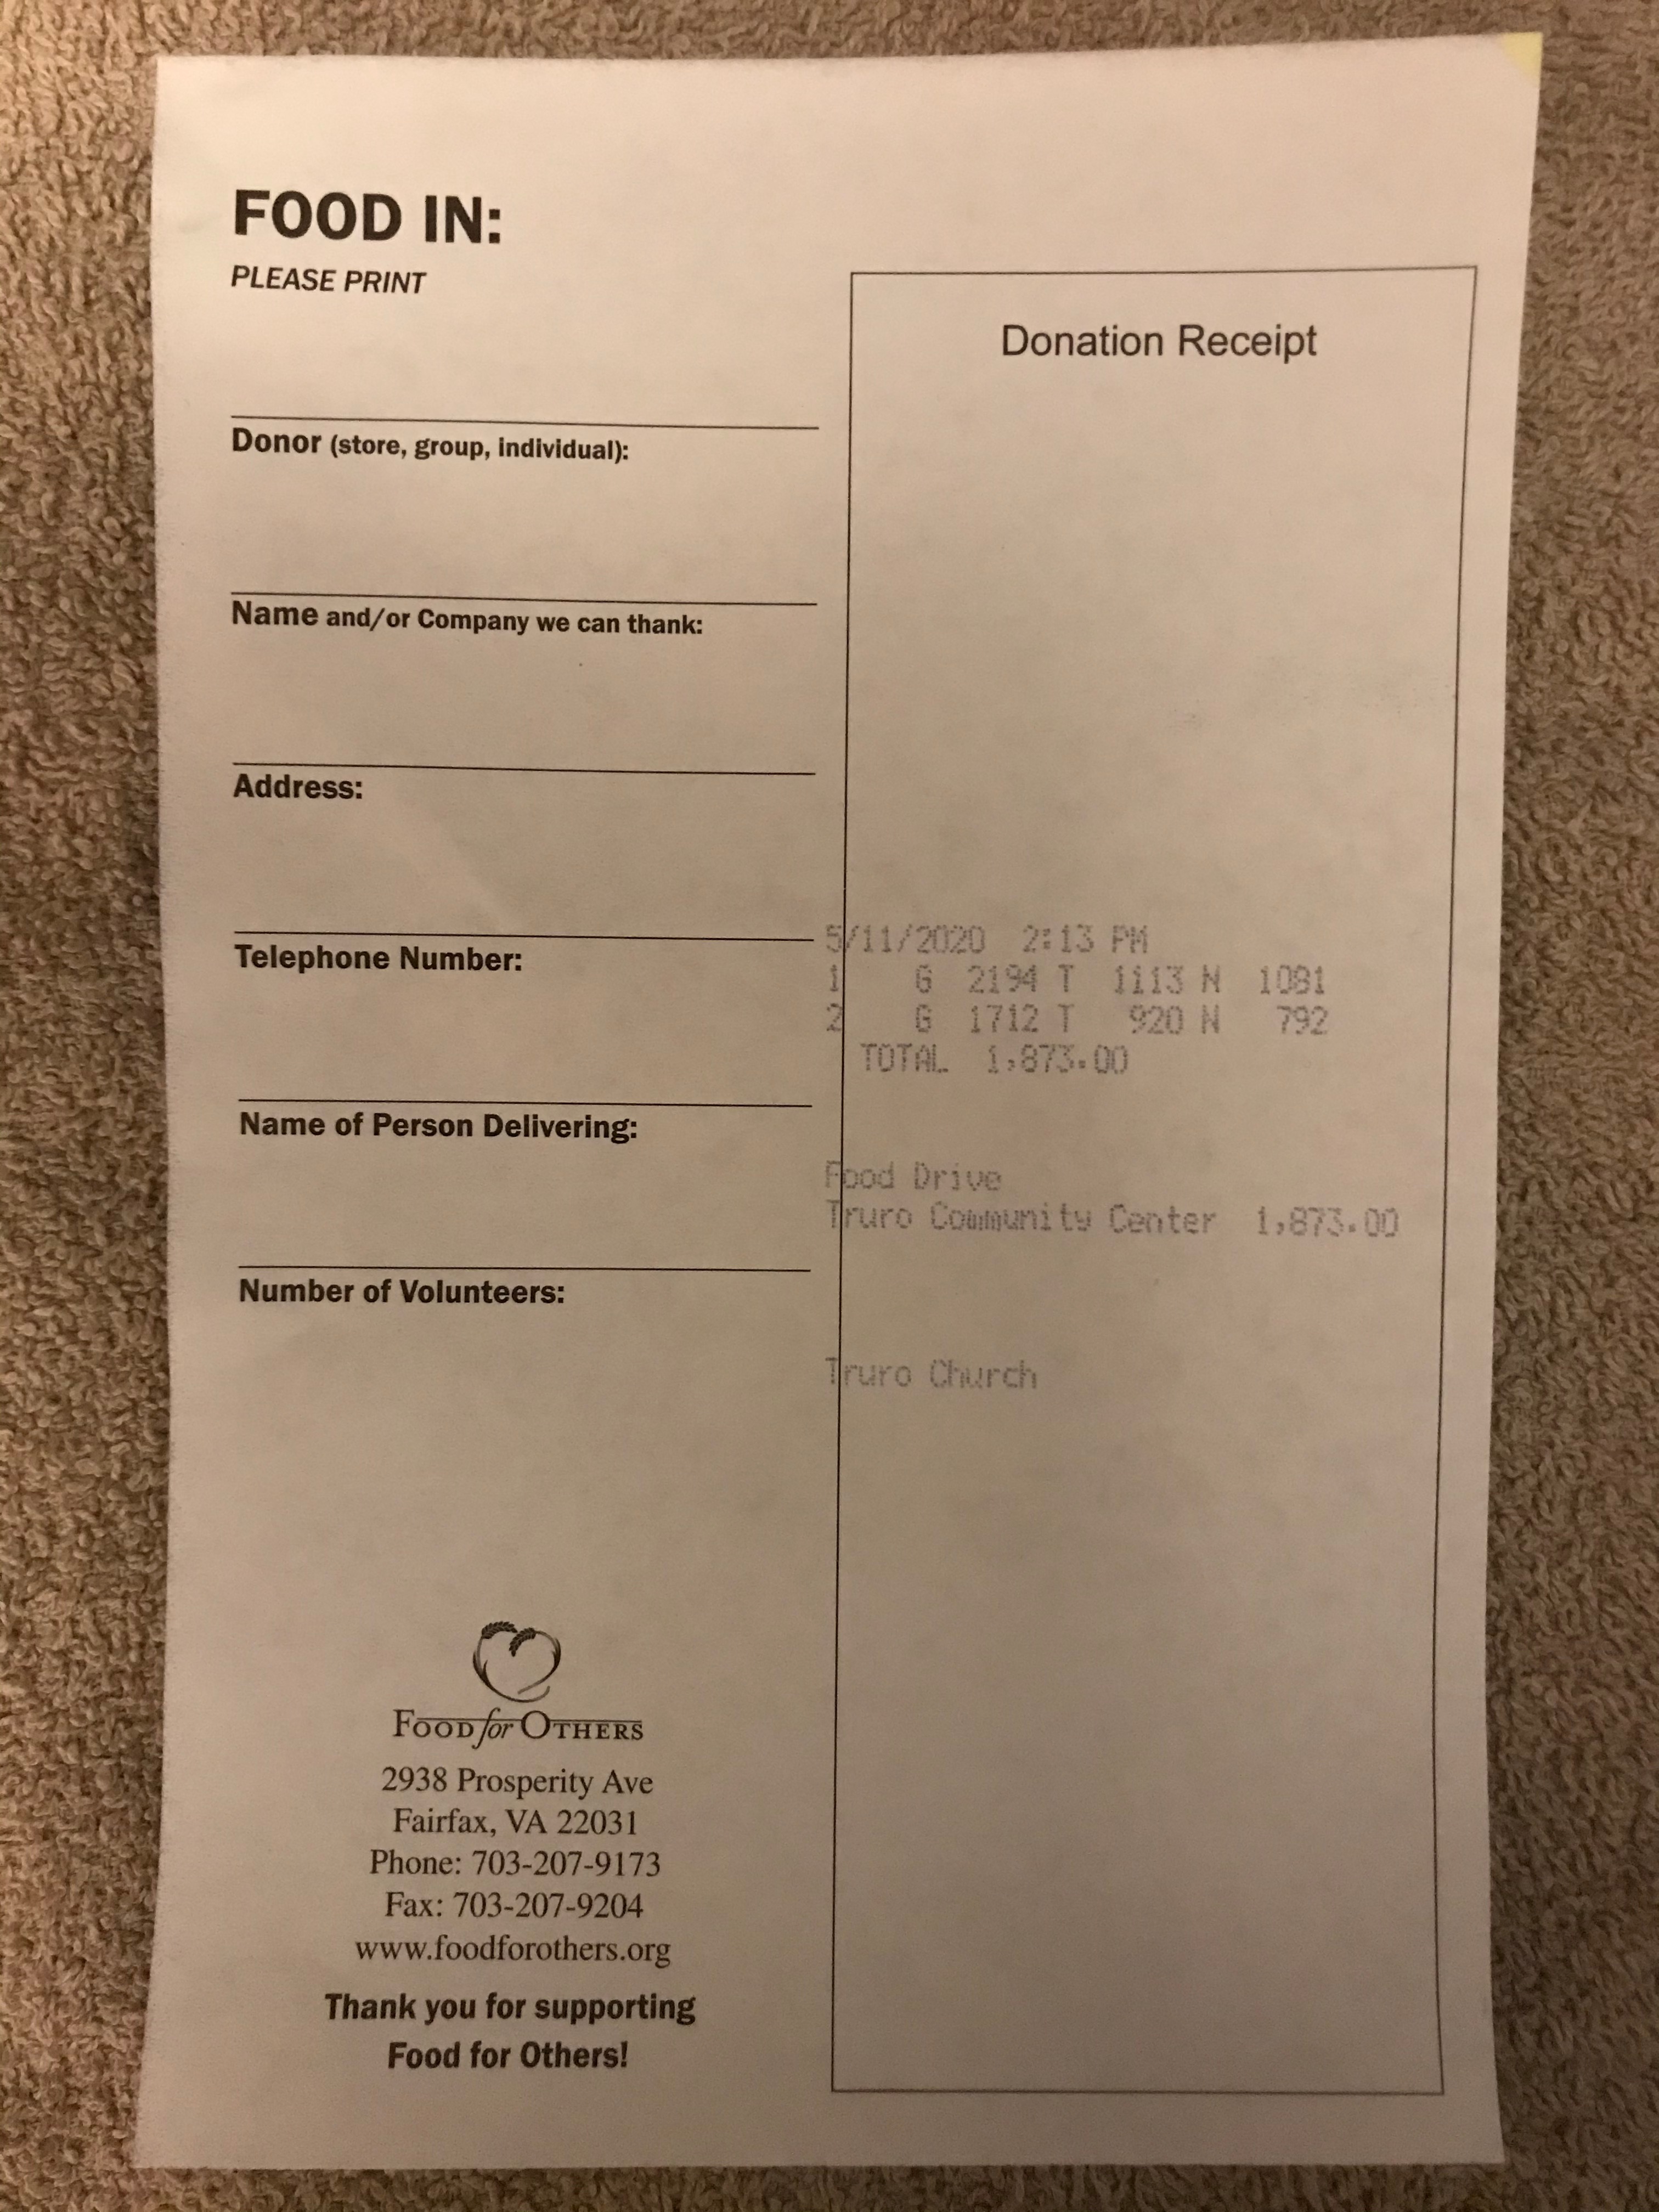 FOOD IN:
PLEASE PRINT
Donor (store, group, individual):
Name and/or Company we can thank:
Address:
Telephone Number:
Name of Person Delivering:
Number of Volunteers:
FOOD for OTHERS
2938 Prosperity Ave
Fairfax, VA 22031
Phone: 703-207-9173
Fax: 703-207-9204
www.foodforothers.org
Thank you for supporting
Food for Others!
Donation Receipt
5/11/2020 2:13 PM
1 G 2194 T 1113 N 1081
2 G 1712 T 920 N 792
TOTAL 1,873.00
Food Drive
Truro Community Center 1,873.00
Truro Church